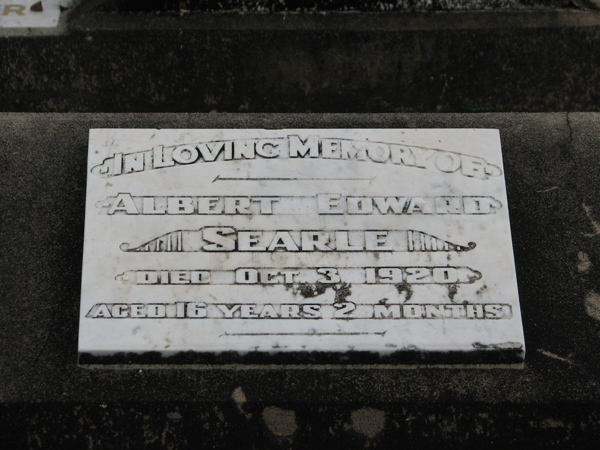 IN LOVING MEMORY OF
ALBERT EDWARD
SEARLE
DIED OCT 3 1920
AGED 16 YEARS 2 MONTHS